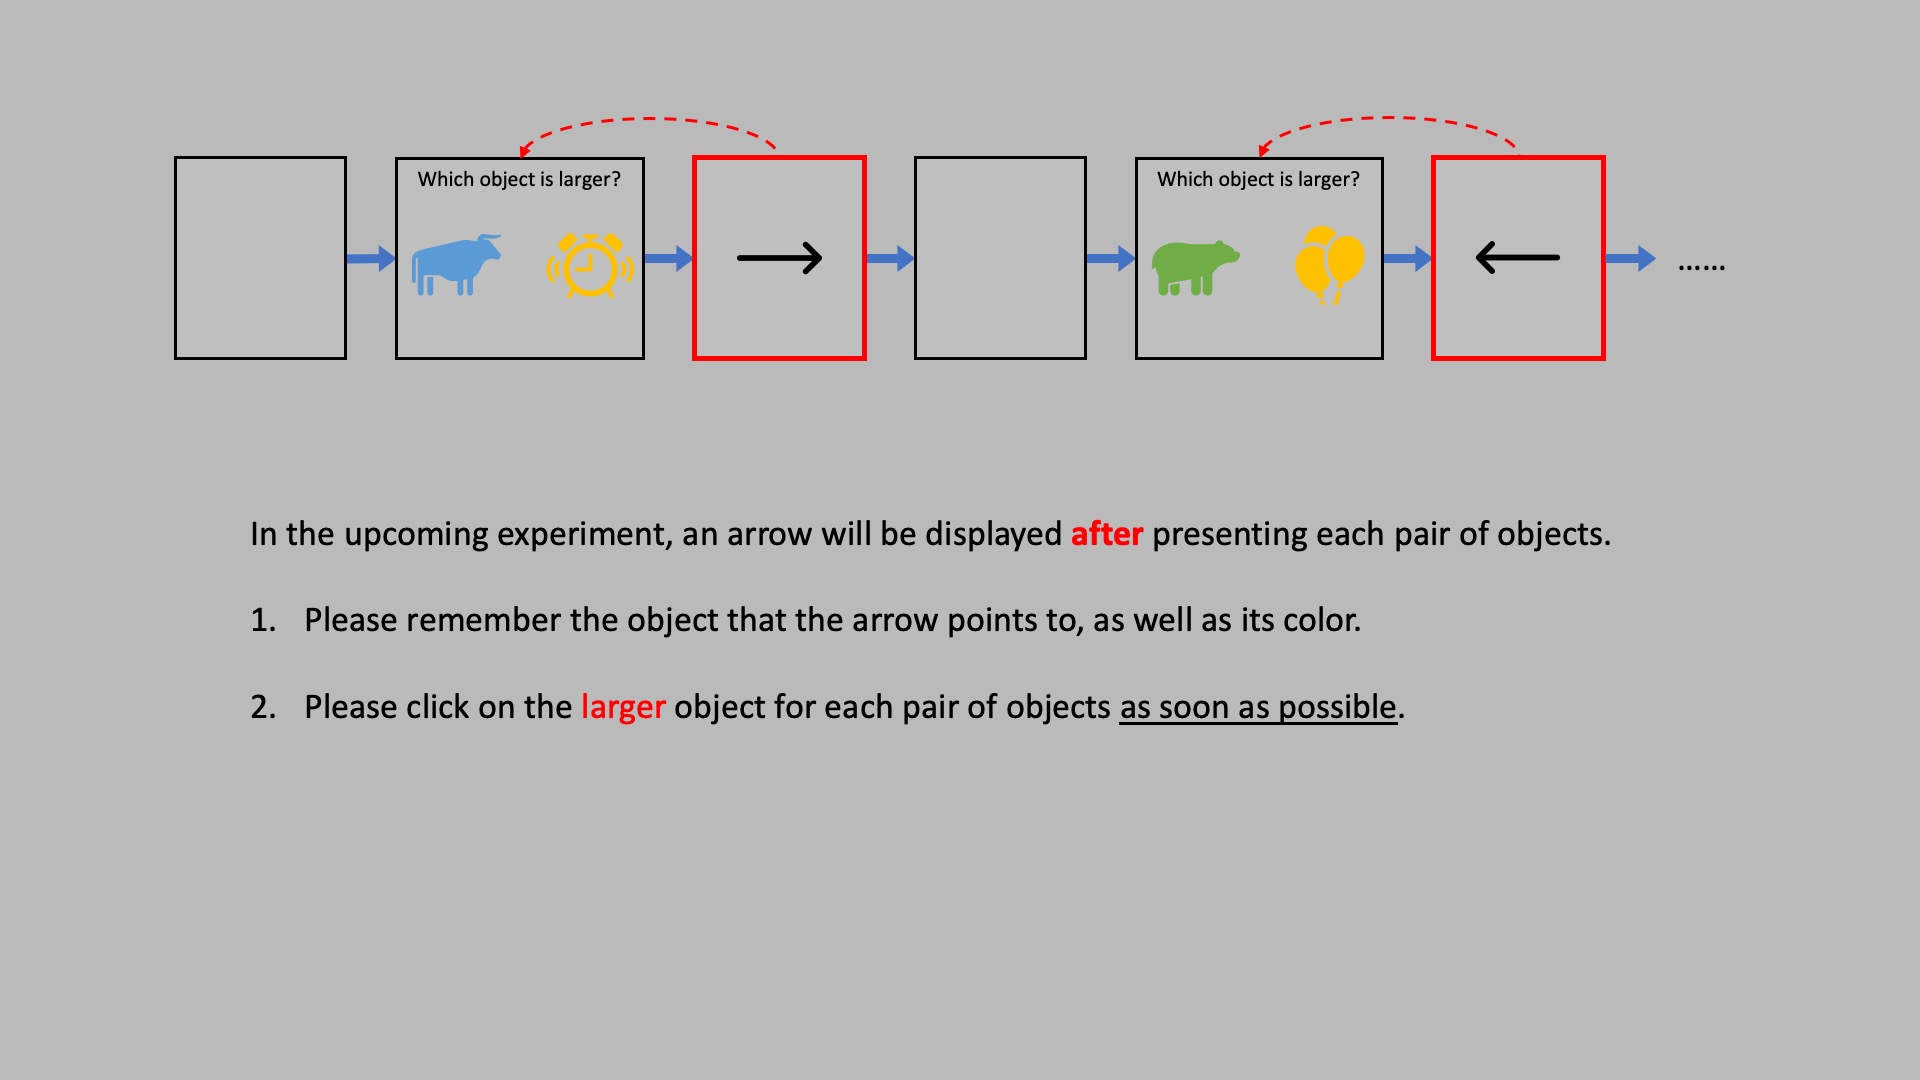 Which object is larger?
Which object is larger?
......
In the upcoming experiment, an arrow will be displayed after presenting each pair of objects.
1. Please remember the object that the arrow points to, as well as its color.
2. Please click on the larger object for each pair of objects as soon as possible.